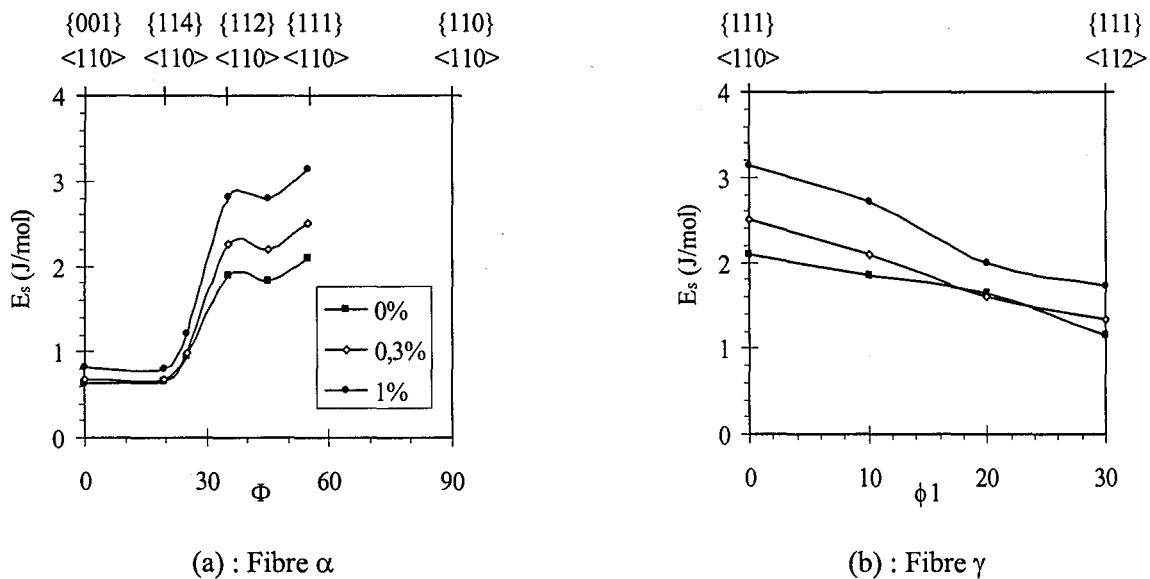 {001} {114} {112} {111} {110}
<110> <110> <110> <110> <110>
4
3
2
1
0
E_s (J/mol)
0%
0,3%
1%
0 30 60 90
Φ
(a) : Fibre α
{111} {111}
<110> <112>
4
3
2
1
0
E_s (J/mol)
0 10 20 30
ϕ1
(b) : Fibre γ